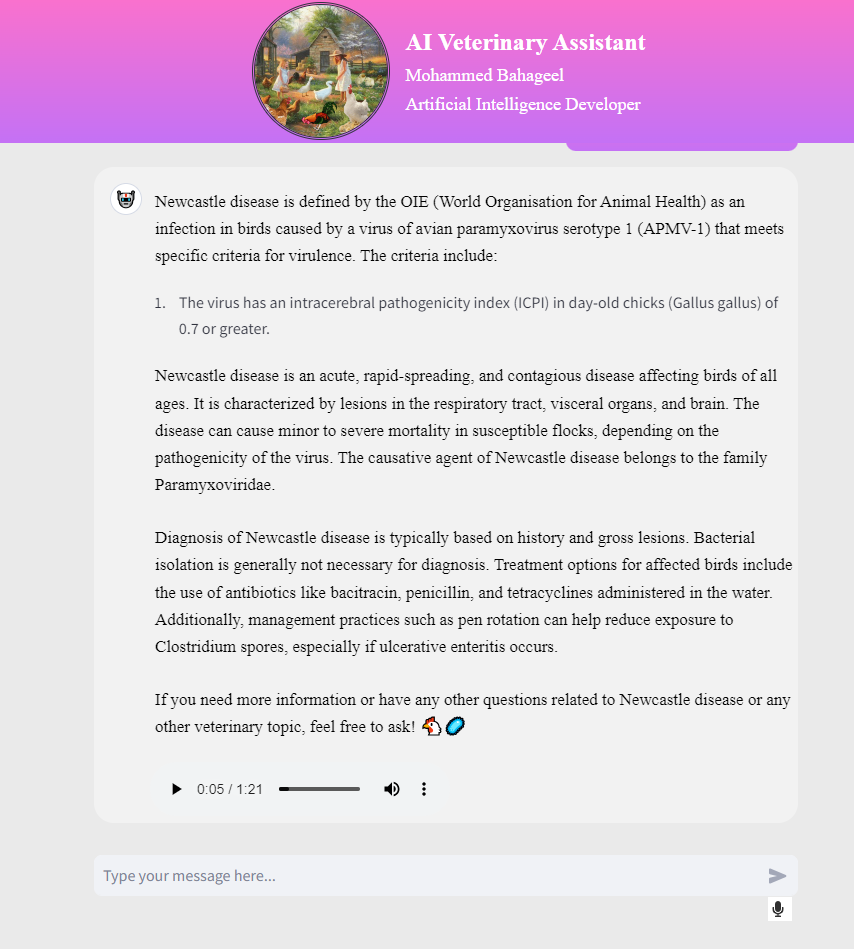 AI Veterinary Assistant
Mohammed Bahageel
Artificial Intelligence Developer
Newcastle disease is defined by the OIE (World Organisation for Animal Health) as an
infection in birds caused by a virus of avian paramyxovirus serotype 1 (APMV-1) that meets
specific criteria for virulence. The criteria include:
1. The virus has an intracerebral pathogenicity index (ICPI) in day-old chicks (Gallus gallus) of
0.7 or greater.
Newcastle disease is an acute, rapid-spreading, and contagious disease affecting birds of all
ages. It is characterized by lesions in the respiratory tract, visceral organs, and brain. The
disease can cause minor to severe mortality in susceptible flocks, depending on the
pathogenicity of the virus. The causative agent of Newcastle disease belongs to the family
Paramyxoviridae.
Diagnosis of Newcastle disease is typically based on history and gross lesions. Bacterial
isolation is generally not necessary for diagnosis. Treatment options for affected birds include
the use of antibiotics like bacitracin, penicillin, and tetracyclines administered in the water.
Additionally, management practices such as pen rotation can help reduce exposure to
Clostridium spores, especially if ulcerative enteritis occurs.
If you need more information or have any other questions related to Newcastle disease or any
other veterinary topic, feel free to ask!
0:05 / 1:21
Type your message here...